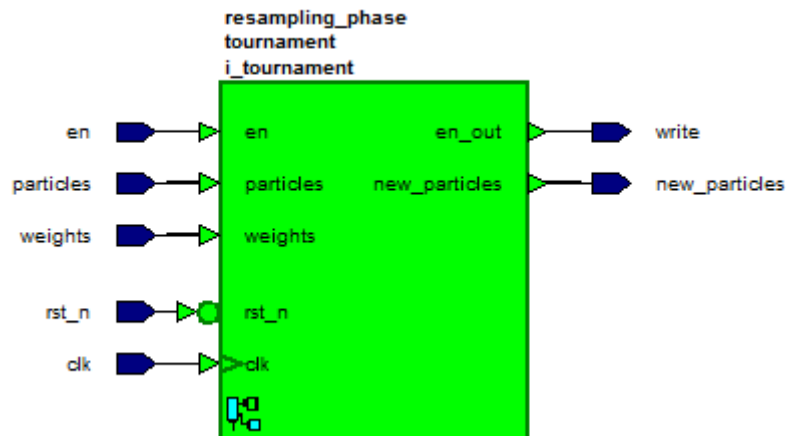 resampling_phase
tournament
i_tournament
en en en_out write
particles particles new_particles new_particles
weights weights
rst_n rst_n
clk clk